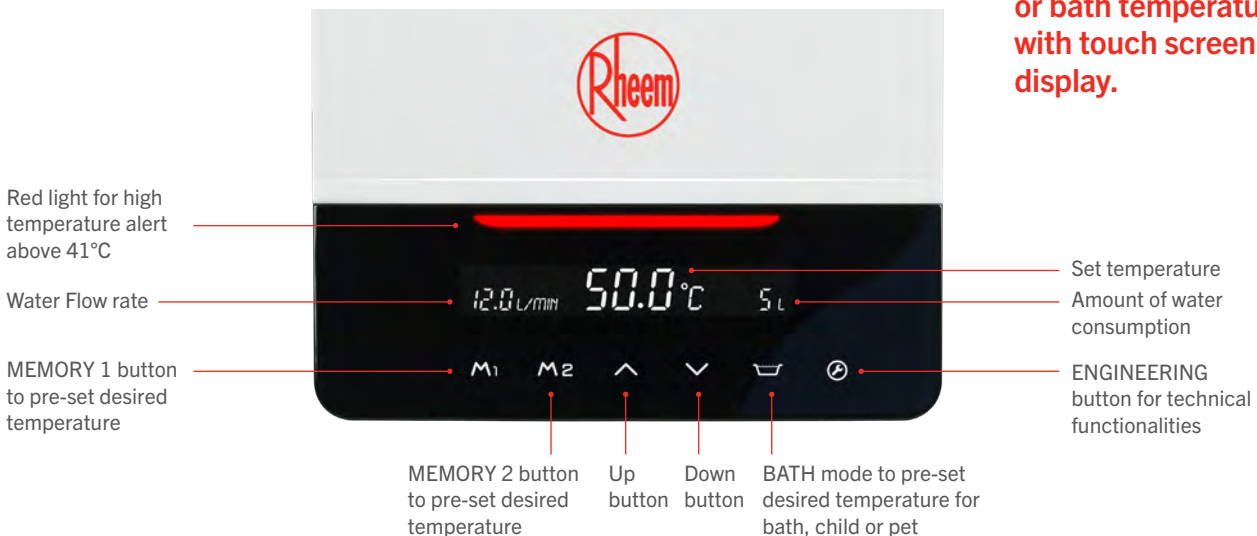 or bath temperatu
with touch screen
display.
Rheem
Red light for high
temperature alert
above 41°C
Water Flow rate
MEMORY 1 button
to pre-set desired
temperature
12.0 L/MIN 50.0°C 5 L
M1 M2
Set temperature
Amount of water
consumption
ENGINEERING
button for technical
functionalities
MEMORY 2 button
to pre-set desired
temperature
Up
button
Down
button
BATH mode to pre-set
desired temperature for
bath, child or pet